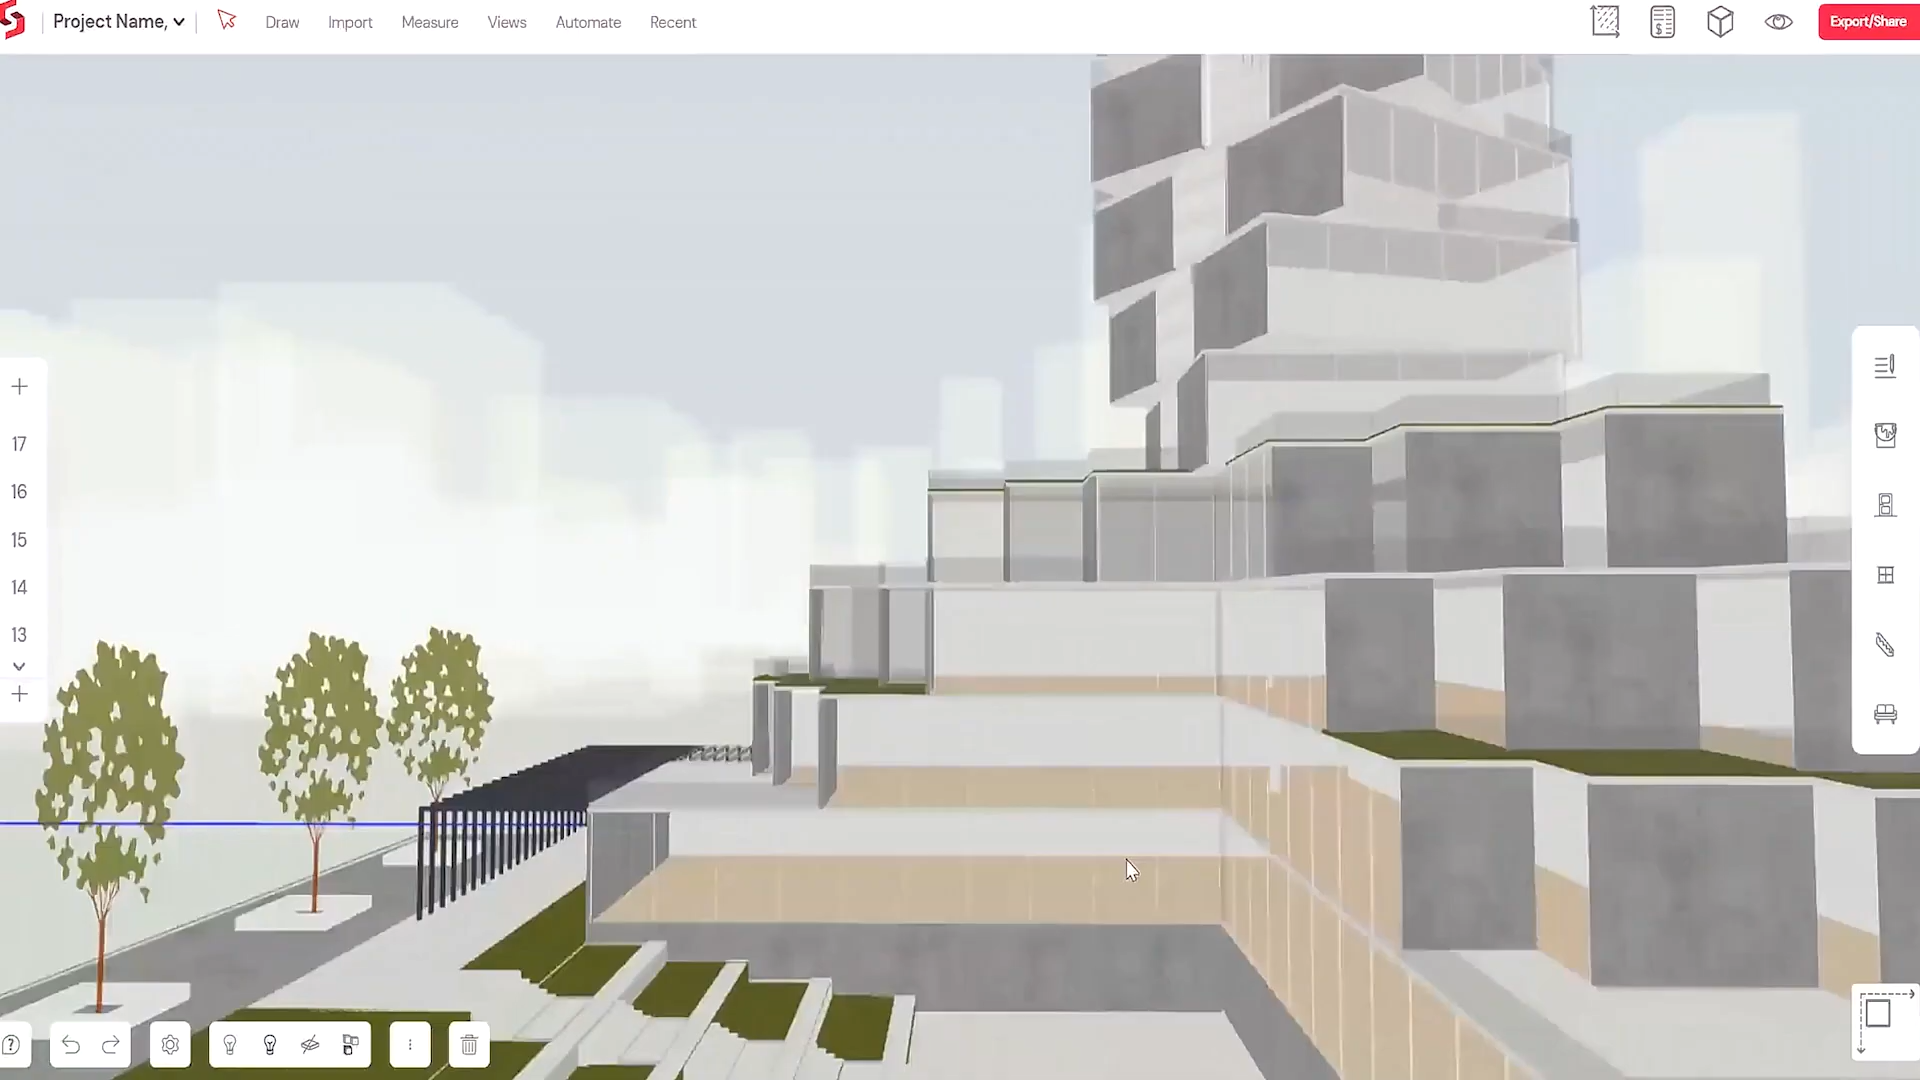 Project Name,
Draw
Import
Measure
Views
Automate
Recent
Export/Share
17
16
15
14
13